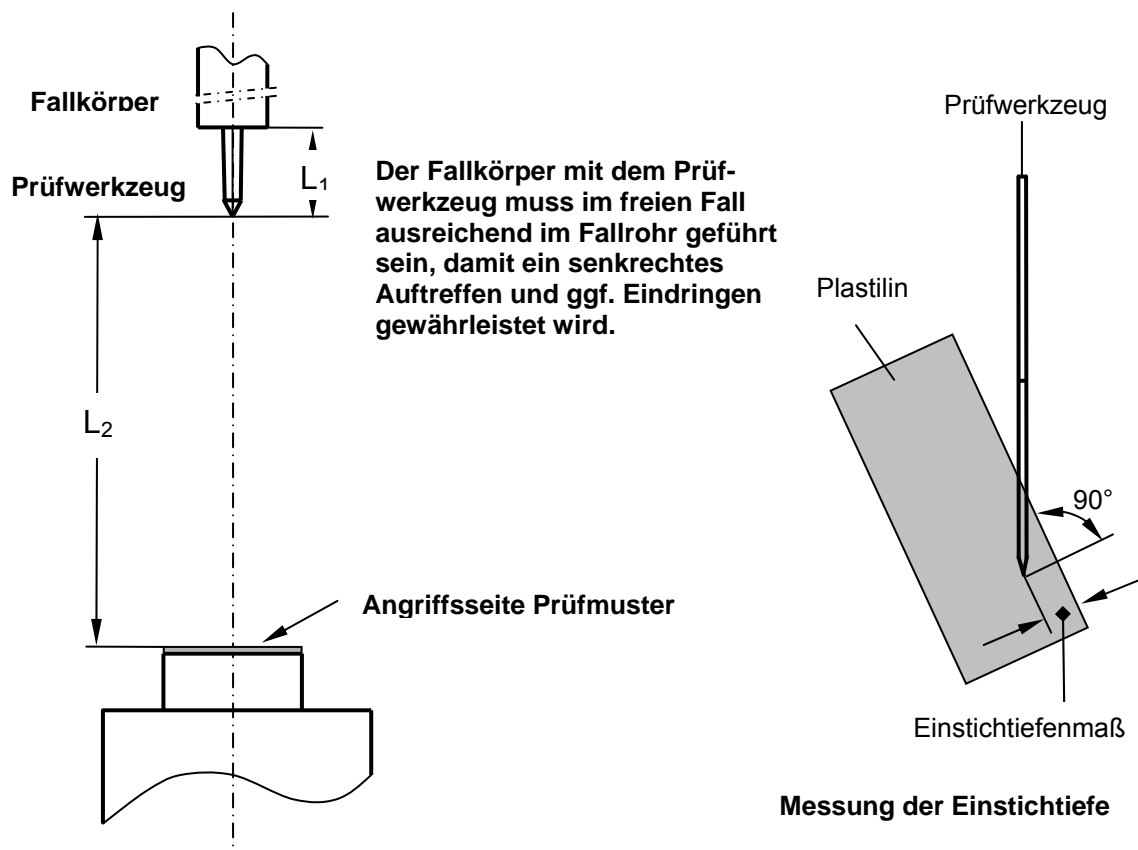 Fallkörper
Prüfwerkzeug
L₁
L₂
Der Fallkörper mit dem Prüf-
werkzeug muss im freien Fall
ausreichend im Fallrohr geführt
sein, damit ein senkrechtes
Auftreffen und ggf. Eindringen
gewährleistet wird.
Angriffsseite Prüfmuster
Prüfwerkzeug
Plastilin
90°
Einstichtiefenmaß
Messung der Einstichtiefe